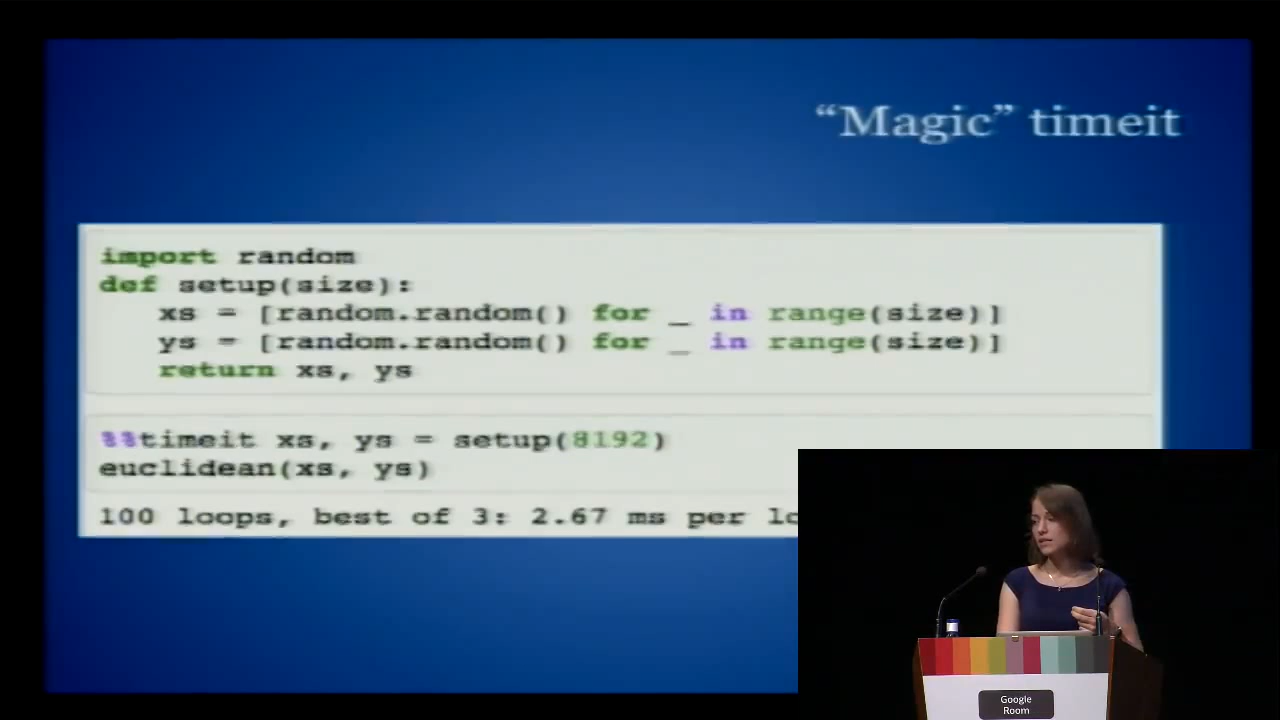 “Magic” timeit
import random
def setup(size):
    xs = [random.random() for _ in range(size)]
    ys = [random.random() for _ in range(size)]
    return xs, ys
%%timeit xs, ys = setup(8192)
euclidean(xs, ys)
100 loops, best of 3: 2.67 ms per lo
Google
Room